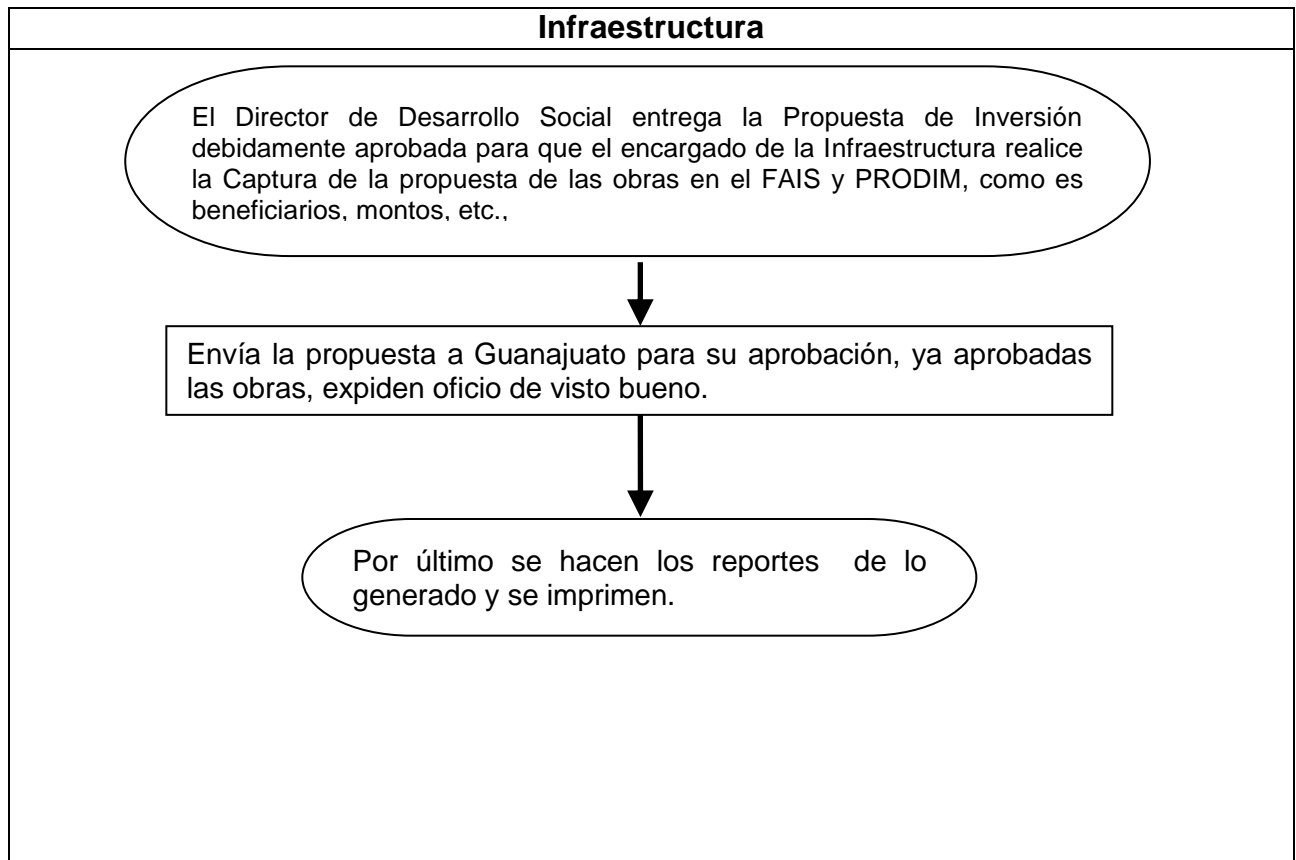 Infraestructura
El Director de Desarrollo Social entrega la Propuesta de Inversión
debidamente aprobada para que el encargado de la Infraestructura realice
la Captura de la propuesta de las obras en el FAIS y PRODIM, como es
beneficiarios, montos, etc.,
Envía la propuesta a Guanajuato para su aprobación, ya aprobadas
las obras, expiden oficio de visto bueno.
Por último se hacen los reportes de lo
generado y se imprimen.